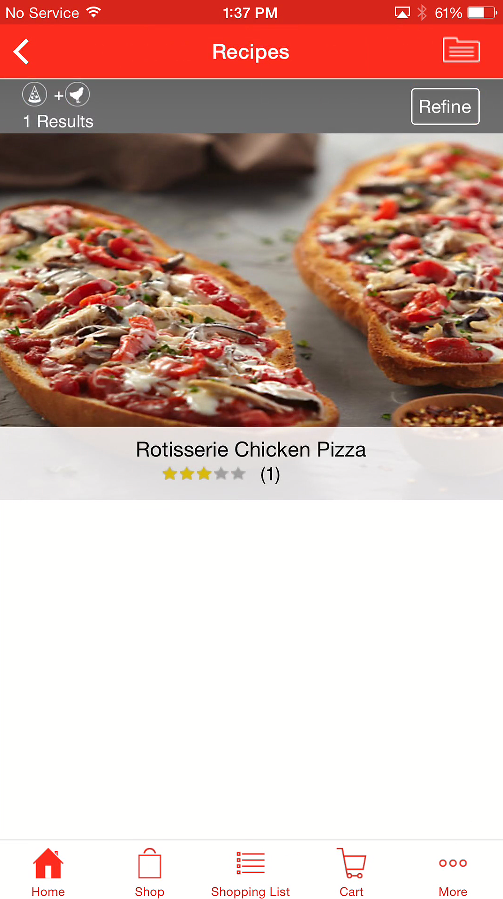 No Service 1:37 PM 61%
Recipes
+
1 Results
Refine
Rotisserie Chicken Pizza
(1)
Home Shop Shopping List Cart More